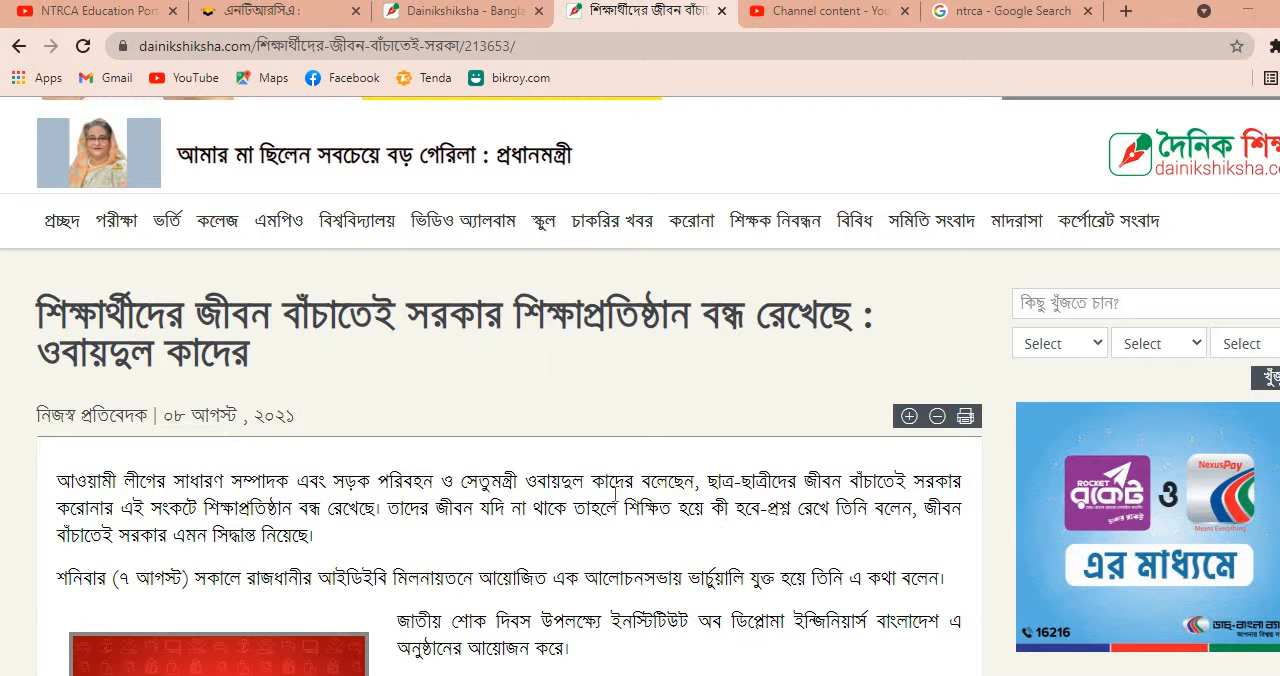 NTRCA Education Por
এনটিআরসিএ:
Dainikshiksha - Bangla
শিক্ষার্থীদের জীবন বাঁচা
Channel content - You
ntrca - Google Search
dainikshiksha.com/শিক্ষার্থীদের-জীবন-বাঁচাতেই-সরকা/213653/
Apps Gmail YouTube Maps Facebook Tenda bikroy.com
আমার মা ছিলেন সবচেয়ে বড় গেরিলা : প্রধানমন্ত্রী
দৈনিক শিক্ষ
dainikshiksha.co
প্রচ্ছদ পরীক্ষা ভর্তি কলেজ এমপিও বিশ্ববিদ্যালয় ভিডিও অ্যালবাম স্কুল চাকরির খবর করোনা শিক্ষক নিবন্ধন বিবিধ সমিতি সংবাদ মাদরাসা কর্পোরেট সংবাদ
শিক্ষার্থীদের জীবন বাঁচাতেই সরকার শিক্ষাপ্রতিষ্ঠান বন্ধ রেখেছে :
ওবায়দুল কাদের
কিছু খুঁজতে চান?
Select Select Select
খুঁজ
নিজস্ব প্রতিবেদক | ০৮ আগস্ট , ২০২১
আওয়ামী লীগের সাধারণ সম্পাদক এবং সড়ক পরিবহন ও সেতুমন্ত্রী ওবায়দুল কাদের বলেছেন, ছাত্র-ছাত্রীদের জীবন বাঁচাতেই সরকার
করোনার এই সংকটে শিক্ষাপ্রতিষ্ঠান বন্ধ রেখেছে। তাদের জীবন যদি না থাকে তাহলে শিক্ষিত হয়ে কী হবে-প্রশ্ন রেখে তিনি বলেন, জীবন
বাঁচাতেই সরকার এমন সিদ্ধান্ত নিয়েছে।
শনিবার (৭ আগস্ট) সকালে রাজধানীর আইডিইবি মিলনায়তনে আয়োজিত এক আলোচনসভায় ভার্চুয়ালি যুক্ত হয়ে তিনি এ কথা বলেন।
জাতীয় শোক দিবস উপলক্ষ্যে ইনস্টিটিউট অব ডিপ্লোমা ইন্জিনিয়ার্স বাংলাদেশ এ
অনুষ্ঠানের আয়োজন করে।
ROCKET
রকেট
ও
NexusPay
Means Everything
এর মাধ্যমে
16216
ডাচ্-বাংলা ব্যা